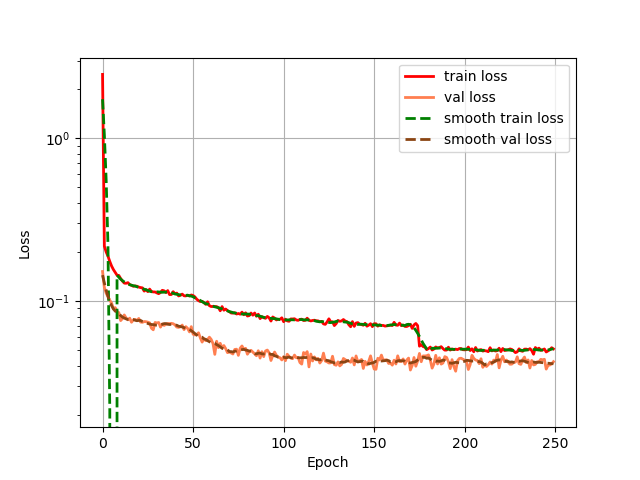 train loss
val loss
smooth train loss
smooth val loss
10⁰
10⁻¹
Loss
0 50 100 150 200 250
Epoch